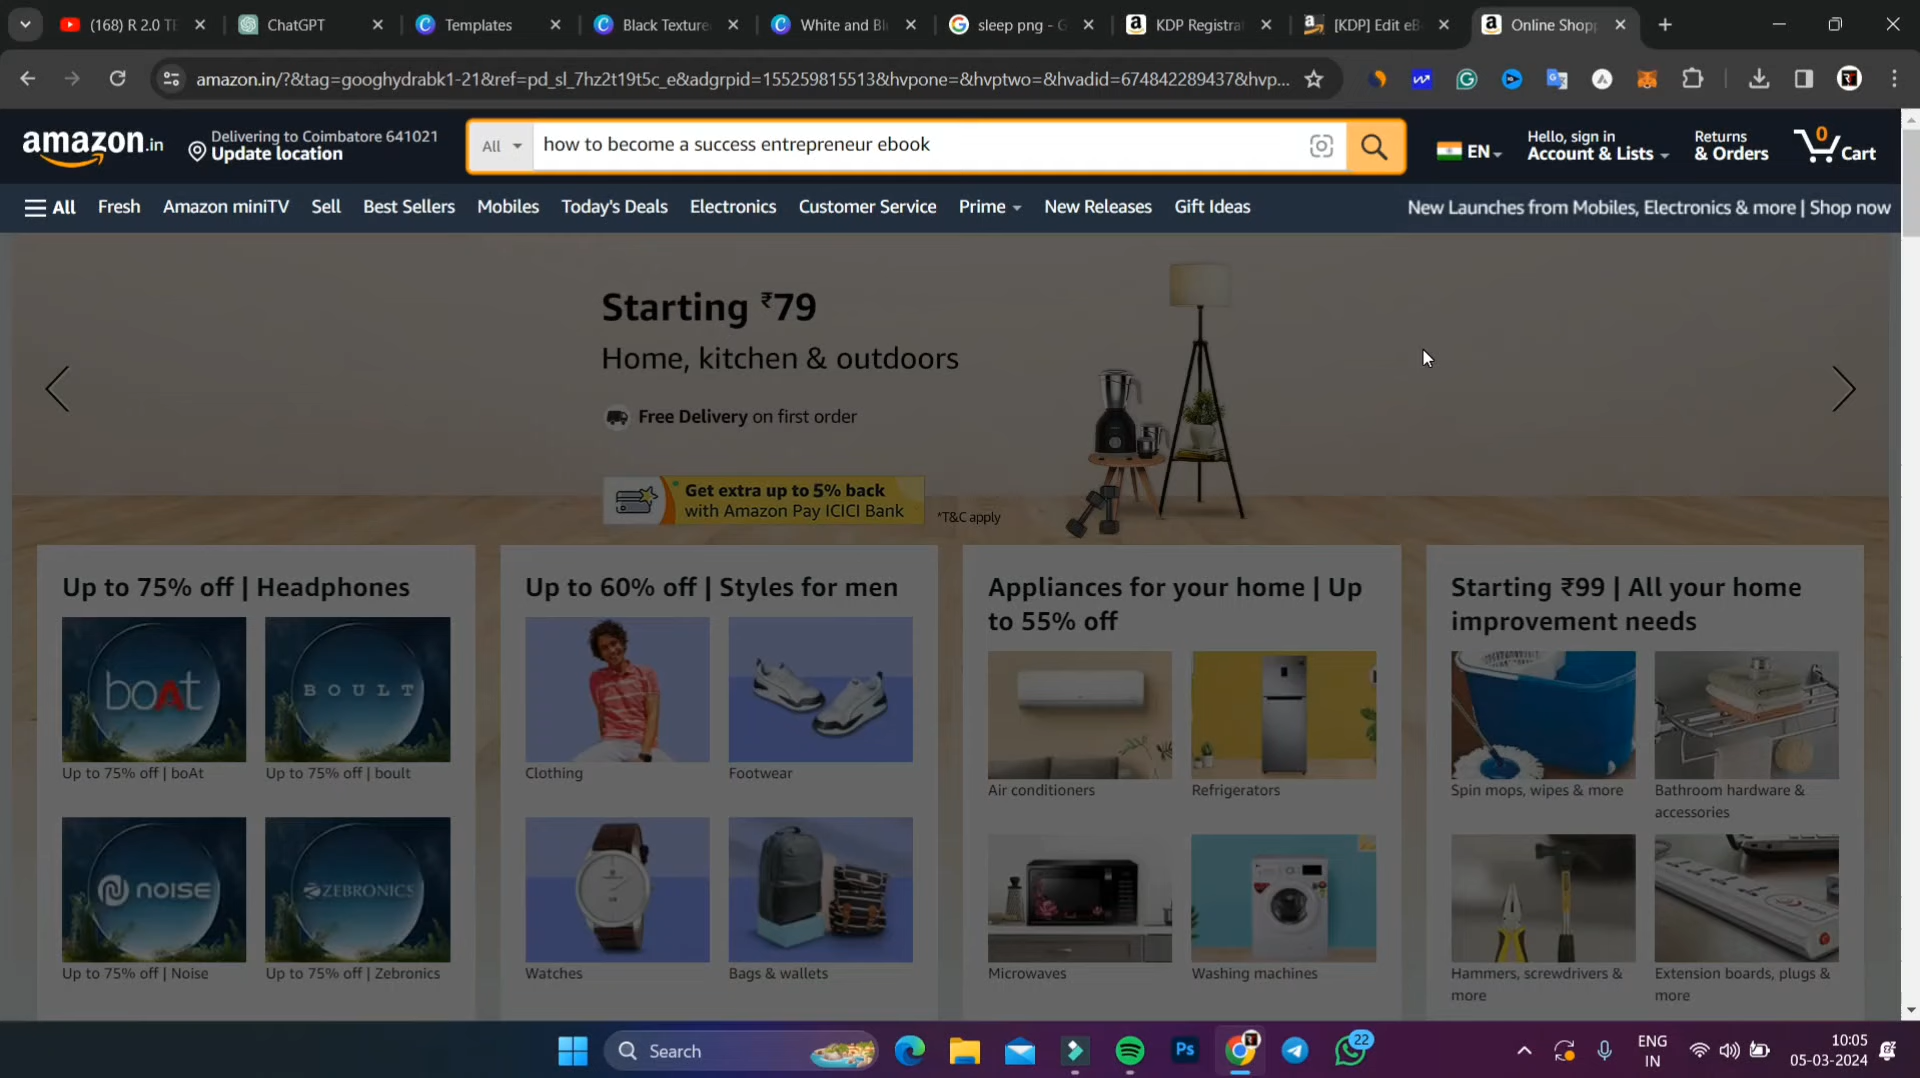 (168) R 2.0 TE
ChatGPT
Templates
Black Texture
White and Bl
sleep png - G
KDP Registra
[KDP] Edit eB
Online Shopp
amazon.in/?&tag=googhydrabk1-21&ref=pd_sl_7hz2t19t5c_e&adgrpid=155259815513&hvpone=&hvptwo=&hvadid=674842289437&hvp...
amazon.in
Delivering to Coimbatore 641021
Update location
All
how to become a success entrepreneur ebook
EN
Hello, sign in
Account & Lists
Returns
& Orders
0
Cart
All
Fresh
Amazon miniTV
Sell
Best Sellers
Mobiles
Today's Deals
Electronics
Customer Service
Prime
New Releases
Gift Ideas
New Launches from Mobiles, Electronics & more | Shop now
Starting ₹79
Home, kitchen & outdoors
Free Delivery on first order
Get extra up to 5% back
with Amazon Pay ICICI Bank
*T&C apply
Up to 75% off | Headphones
boAt
BOULT
Up to 75% off | boAt
Up to 75% off | boult
NOISE
ZEBRONICS
Up to 75% off | Noise
Up to 75% off | Zebronics
Up to 60% off | Styles for men
Clothing
Footwear
Watches
Bags & wallets
Appliances for your home | Up
to 55% off
Air conditioners
Refrigerators
Microwaves
Washing machines
Starting ₹99 | All your home
improvement needs
Spin mops, wipes & more
Bathroom hardware &
accessories
Hammers, screwdrivers &
more
Extension boards, plugs &
more
Search
Ps
22
ENG
IN
10:05
05-03-2024